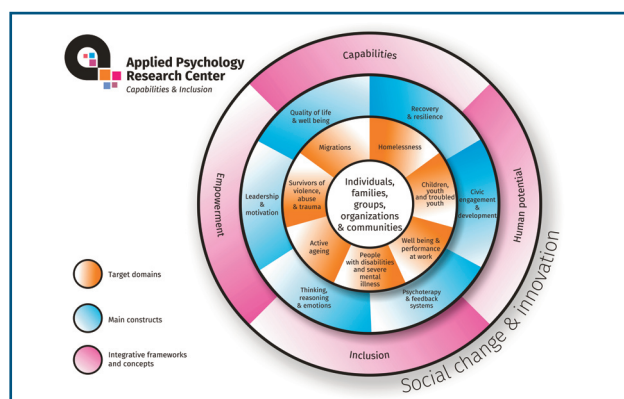 Applied Psychology
Research Center
Capabilities & Inclusion
Capabilities
Quality of life
& well being
Recovery
& resilience
Migrations
Homelessness
Empowerment
Leadership
& motivation
Survivors of
violence,
abuse
& trauma
Individuals,
families,
groups,
organizations
& communities
Children,
youth
and troubled
youth
Civic
engagement &
development
Human potential
Active
ageing
People
with disabilities
and severe
mental
illness
Well being &
performance
at work
Thinking,
reasoning
& emotions
Psychoterapy
& feedback
systems
Inclusion
Social change & innovation
Target domains
Main constructs
Integrative frameworks
and concepts